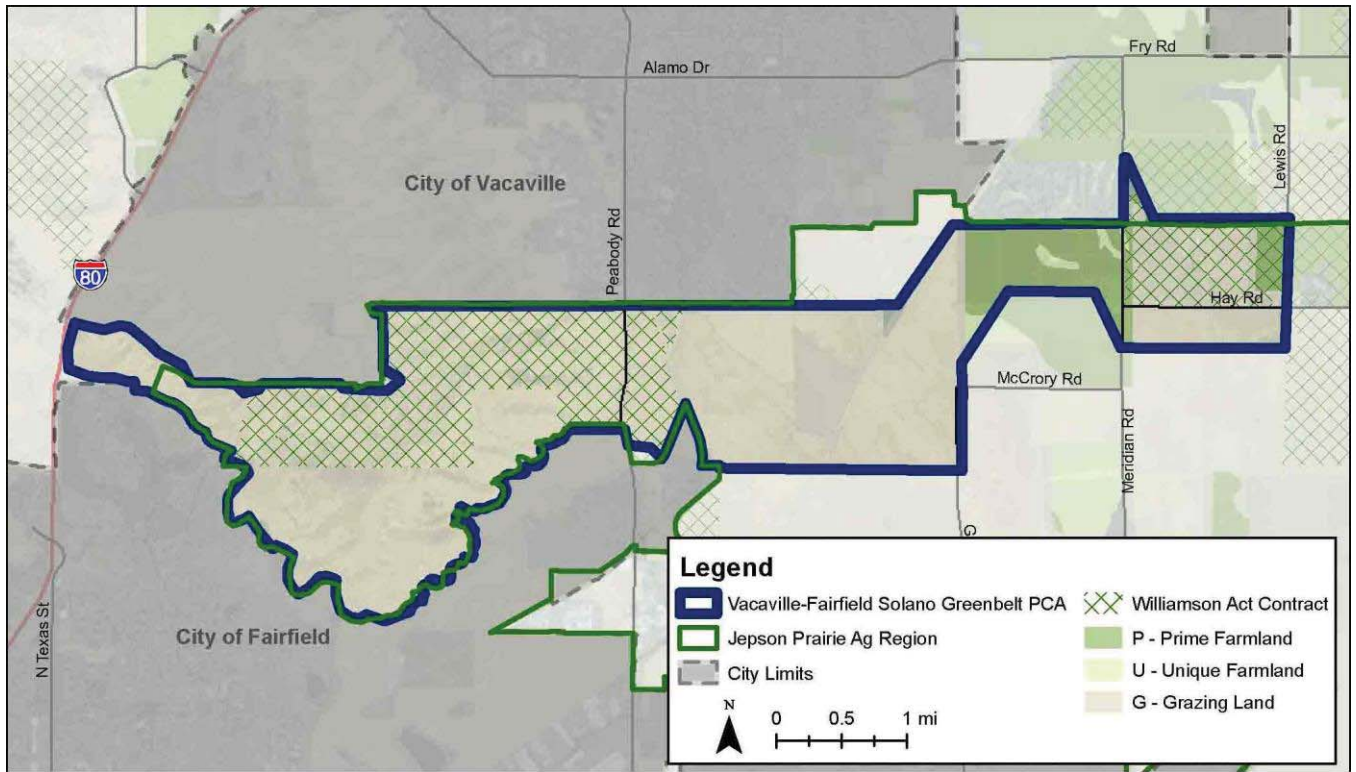 Fry Rd
Alamo Dr
City of Vacaville
Peabody Rd
Lewis Rd
80
Hay Rd
McCrory Rd
Meridian Rd
G
N Texas St
City of Fairfield
Legend
Vacaville-Fairfield Solano Greenbelt PCA
Jepson Prairie Ag Region
City Limits
Williamson Act Contract
P - Prime Farmland
U - Unique Farmland
G - Grazing Land
N
0 0.5 1 mi